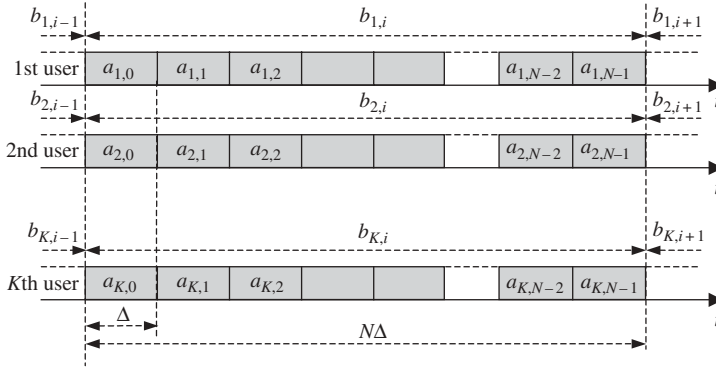 b1,i−1 b1,i b1,i+1
1st user a1,0 a1,1 a1,2 a1,N−2 a1,N−1
b2,i−1 b2,i b2,i+1
2nd user a2,0 a2,1 a2,2 a2,N−2 a2,N−1
bK,i−1 bK,i bK,i+1
Kth user aK,0 aK,1 aK,2 aK,N−2 aK,N−1
Δ
NΔ